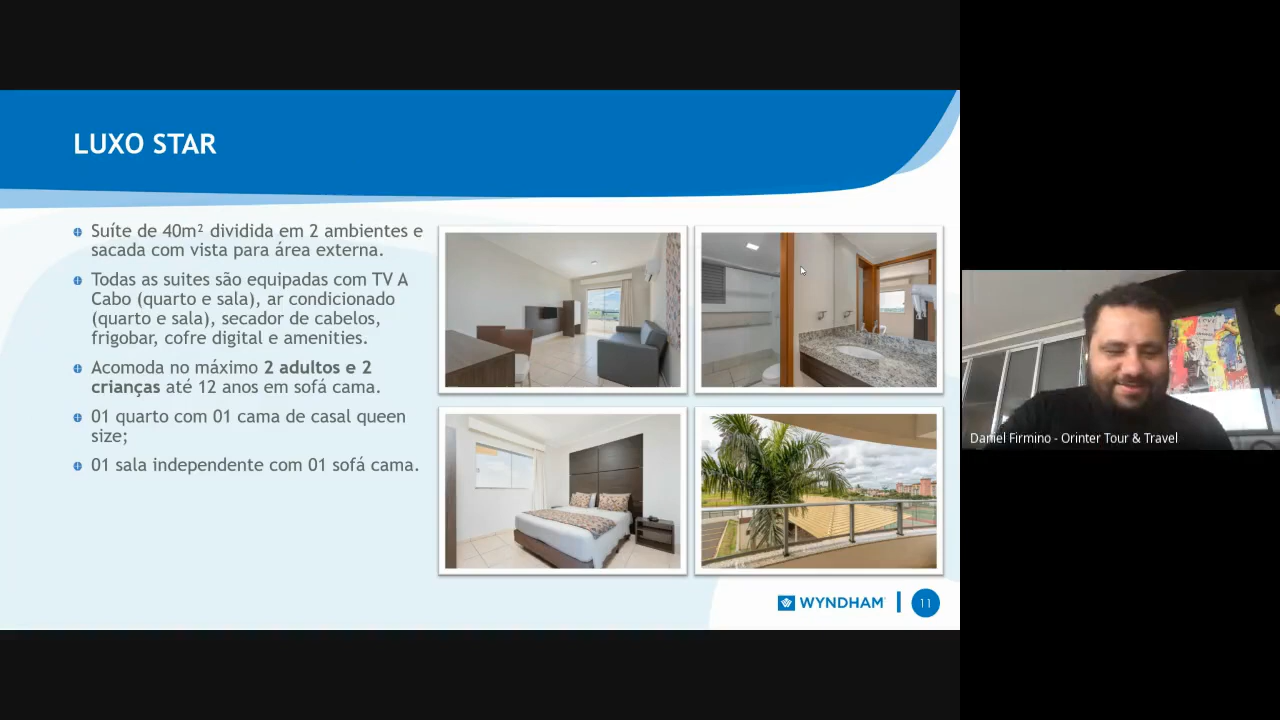 LUXO STAR
Suíte de 40m² dividida em 2 ambientes e
sacada com vista para área externa.
Todas as suites são equipadas com TV A
Cabo (quarto e sala), ar condicionado
(quarto e sala), secador de cabelos,
frigobar, cofre digital e amenities.
Acomoda no máximo 2 adultos e 2
crianças até 12 anos em sofá cama.
01 quarto com 01 cama de casal queen
size;
01 sala independente com 01 sofá cama.
WYNDHAM
11
Daniel Firmino - Orinter Tour & Travel